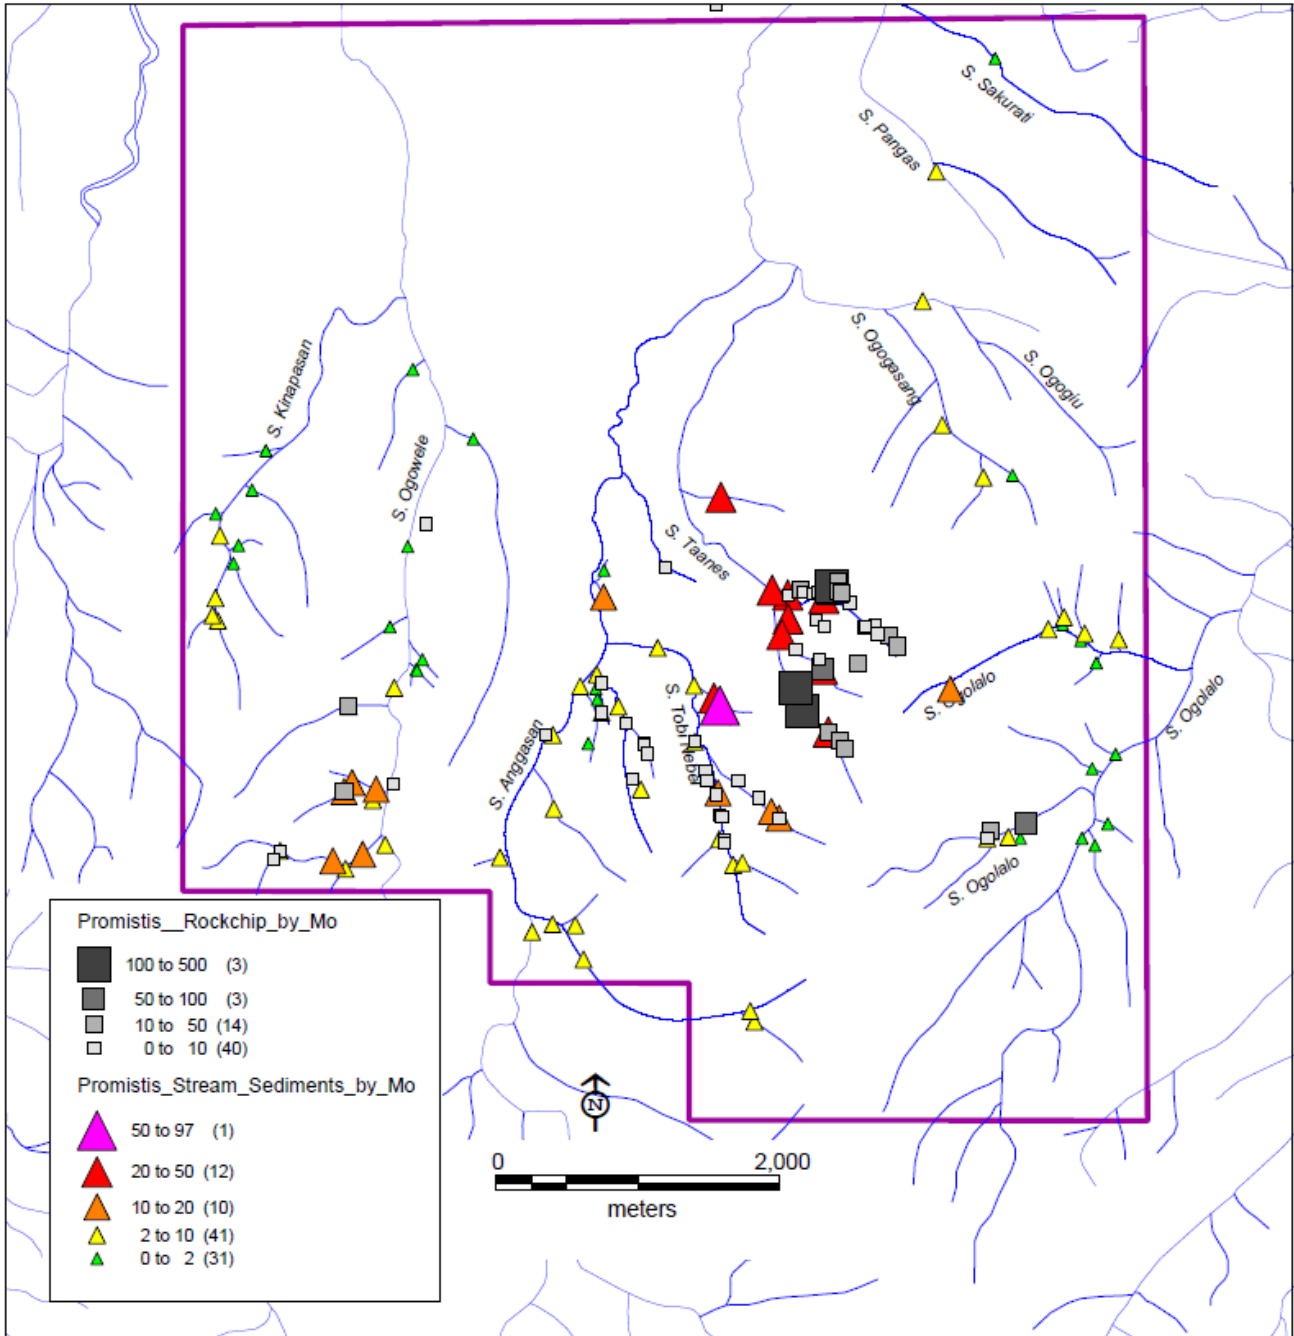 S. Sakurati
S. Pangas
S. Ogogasang
S. Ogogiu
S. Kinapasan
S. Ogowele
S. Taanes
S. Ogolalo
S. Ogolalo
S. Tobi Nebe
S. Anggasan
S. Ogolalo
Promistis__Rockchip_by_Mo
100 to 500 (3)
50 to 100 (3)
10 to 50 (14)
0 to 10 (40)
Promistis_Stream_Sediments_by_Mo
50 to 97 (1)
20 to 50 (12)
10 to 20 (10)
2 to 10 (41)
0 to 2 (31)
N
0 2,000
meters